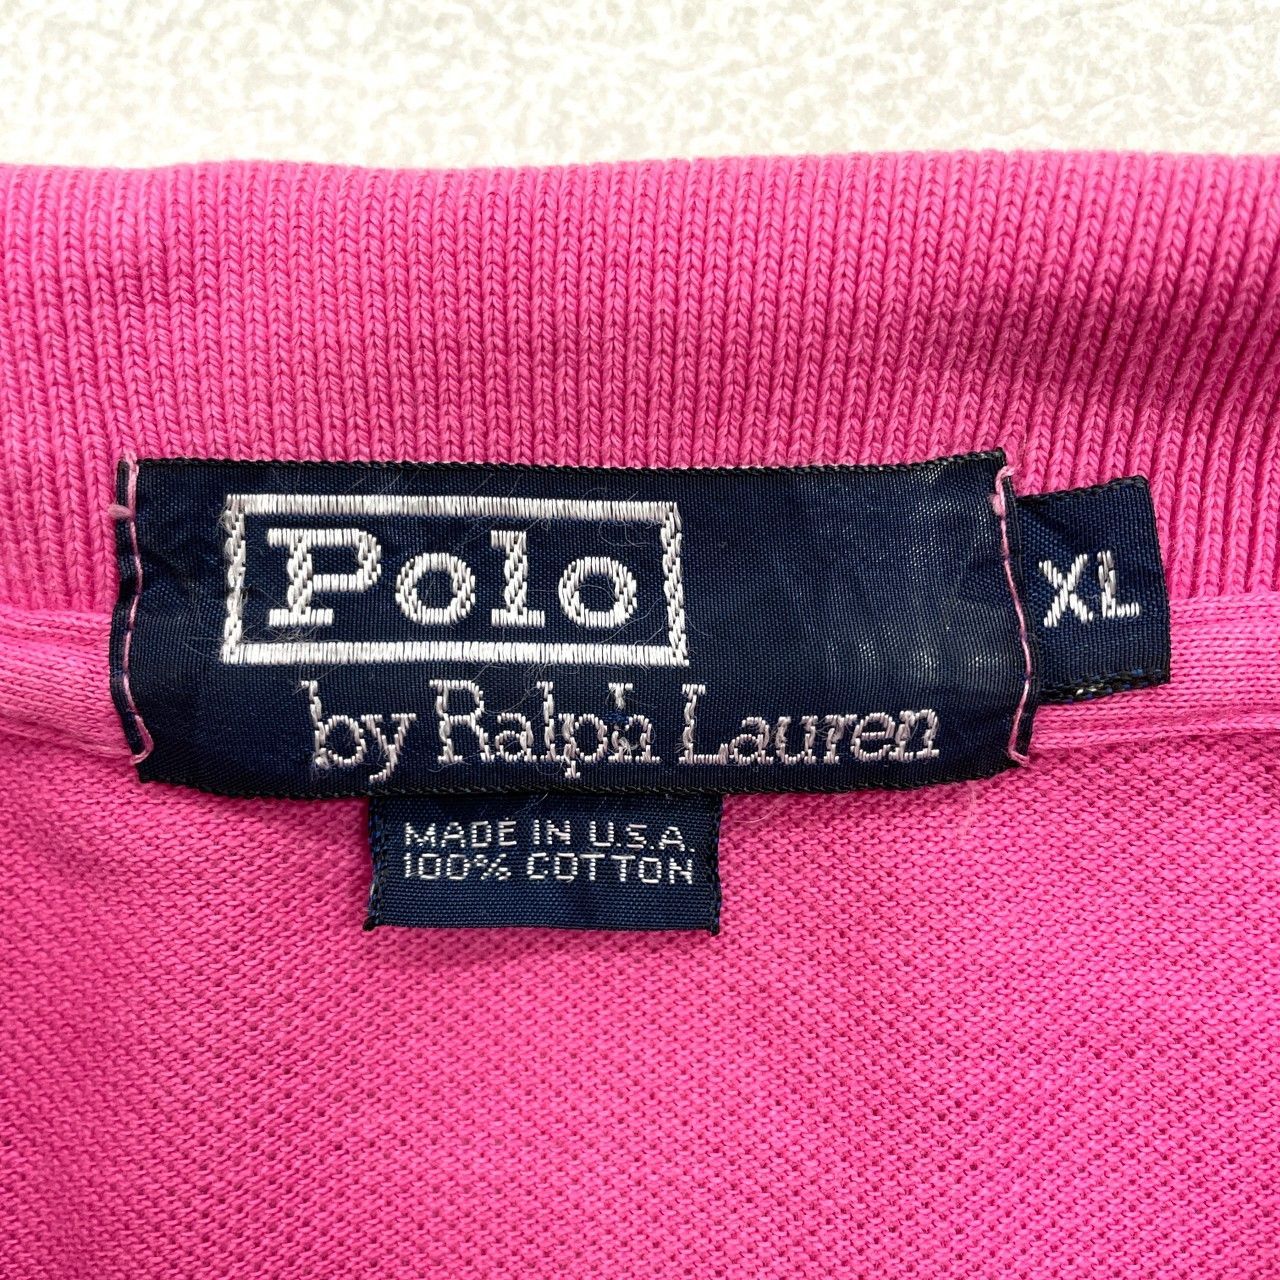 Polo
by Ralph Lauren
XL
MADE IN U.S.A.
100% COTTON